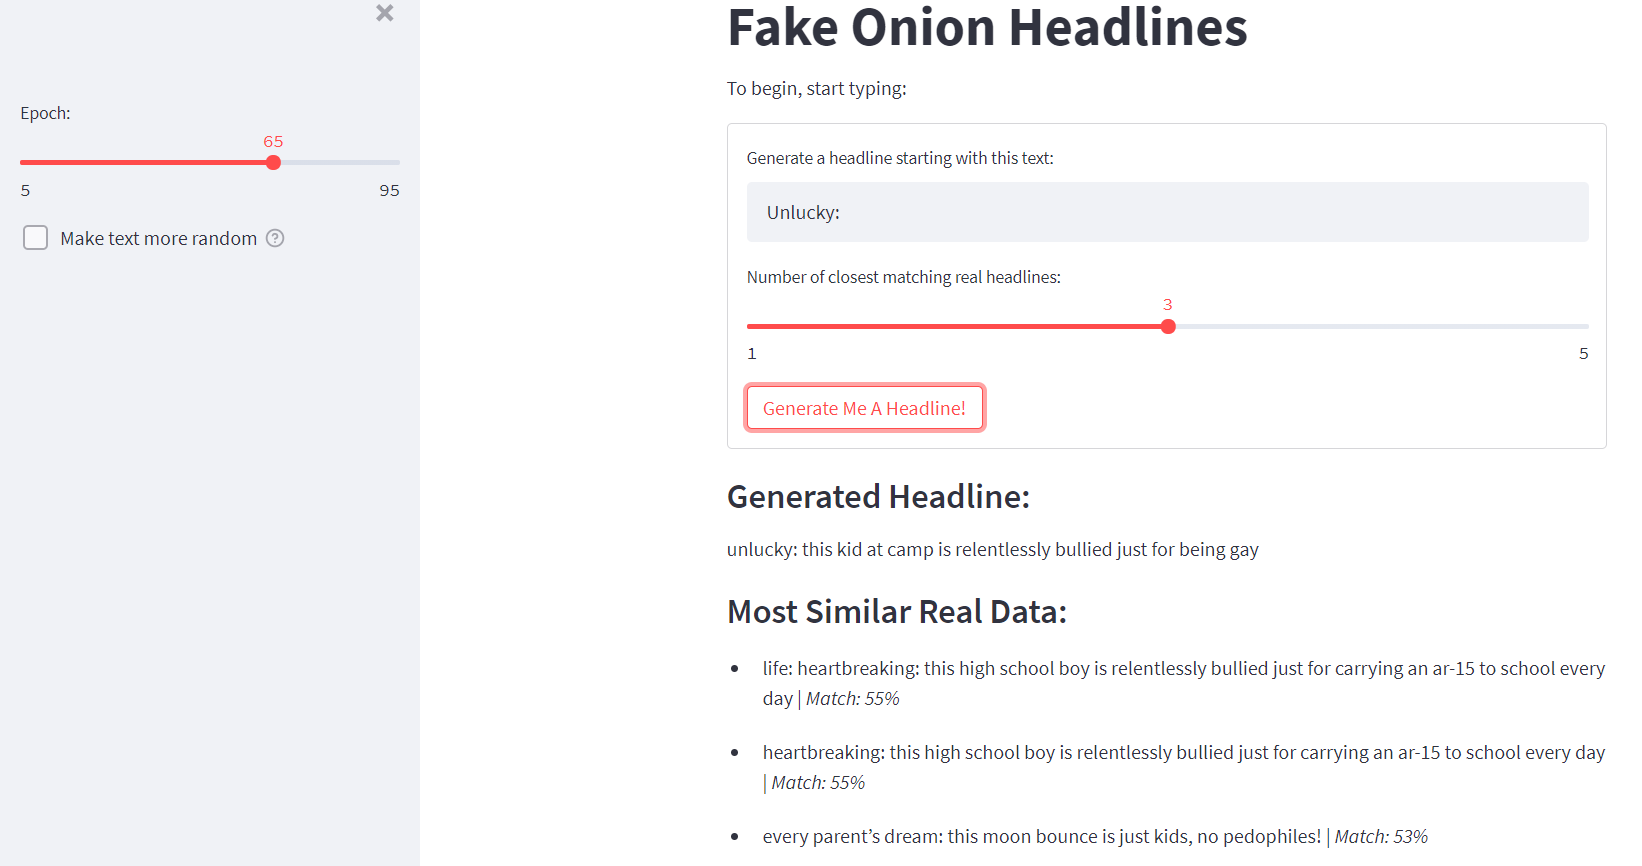 Epoch:
65
5 95
Make text more random
Fake Onion Headlines
To begin, start typing:
Generate a headline starting with this text:
Unlucky:
Number of closest matching real headlines:
3
1 5
Generate Me A Headline!
Generated Headline:
unlucky: this kid at camp is relentlessly bullied just for being gay
Most Similar Real Data:
life: heartbreaking: this high school boy is relentlessly bullied just for carrying an ar-15 to school every
day | Match: 55%
heartbreaking: this high school boy is relentlessly bullied just for carrying an ar-15 to school every day
| Match: 55%
every parent’s dream: this moon bounce is just kids, no pedophiles! | Match: 53%